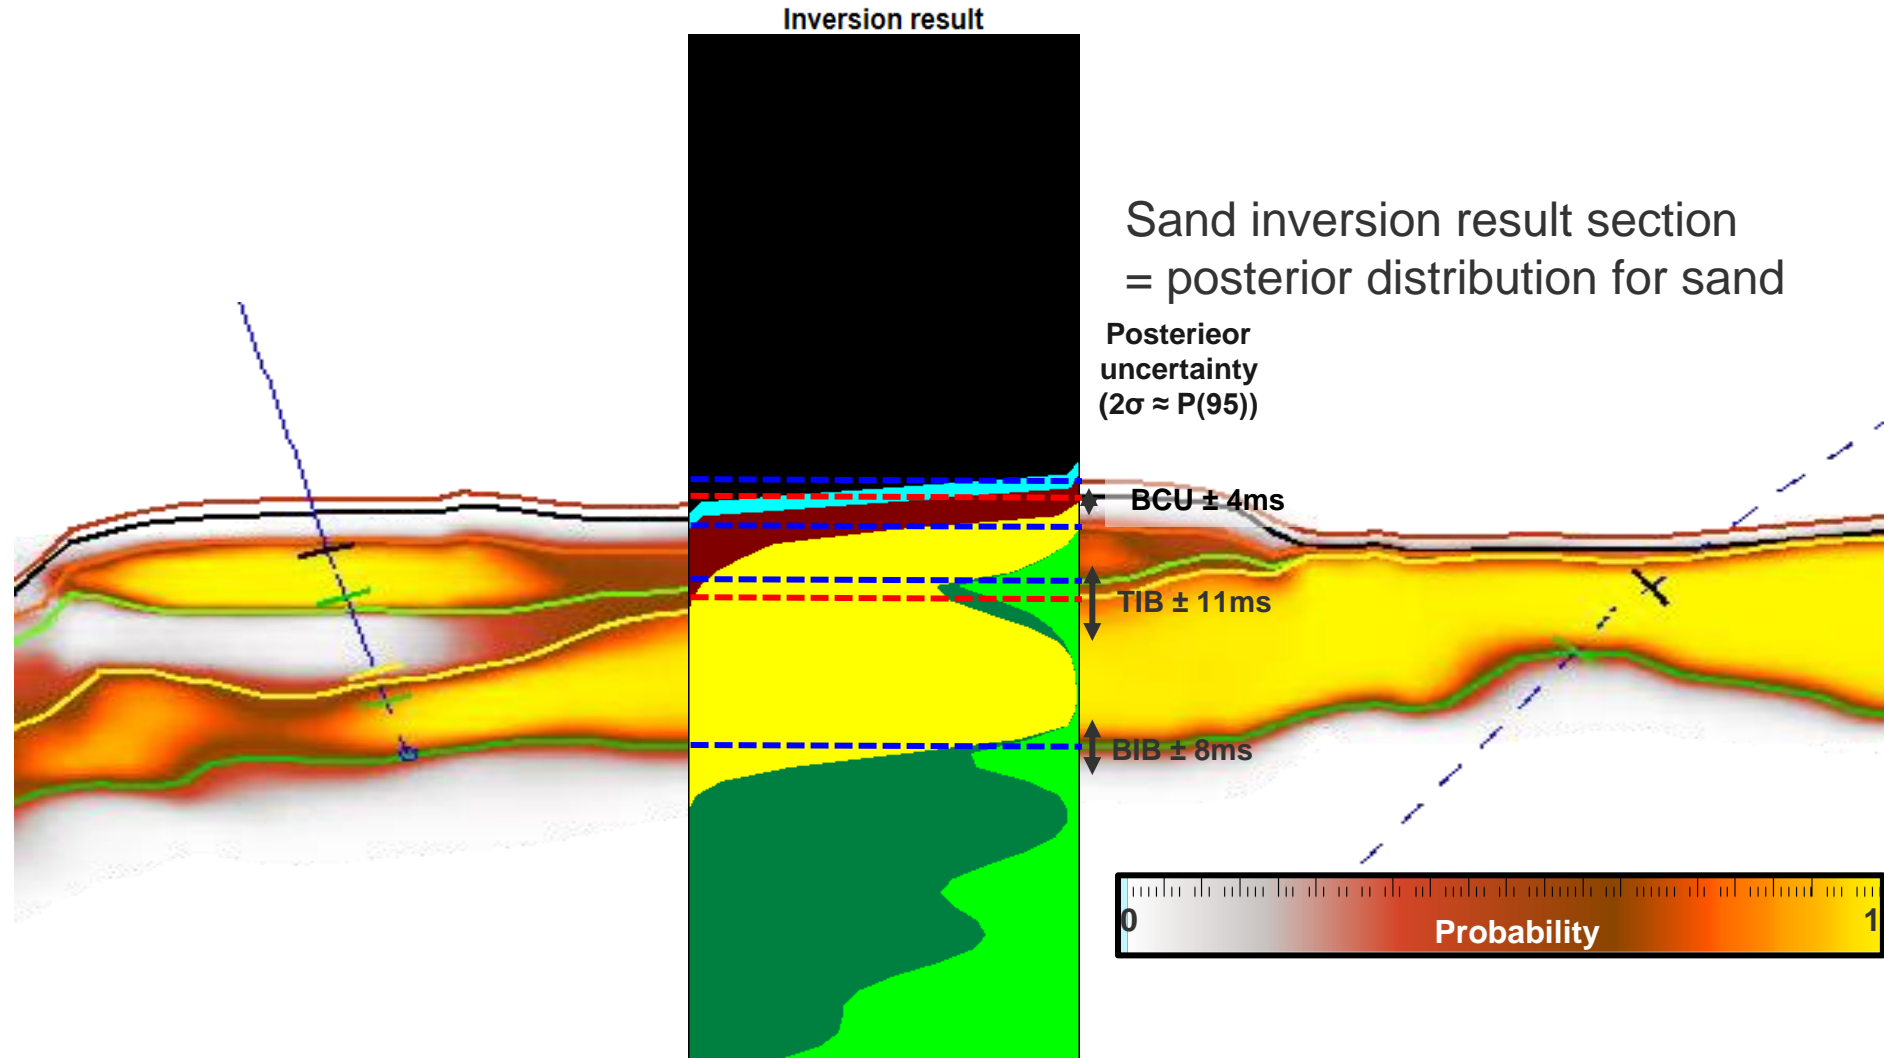 Inversion result
Sand inversion result section
= posterior distribution for sand
Posterieor
uncertainty
(2σ ≈ P(95))
BCU ± 4ms
TIB ± 11ms
BIB ± 8ms
0
Probability
1